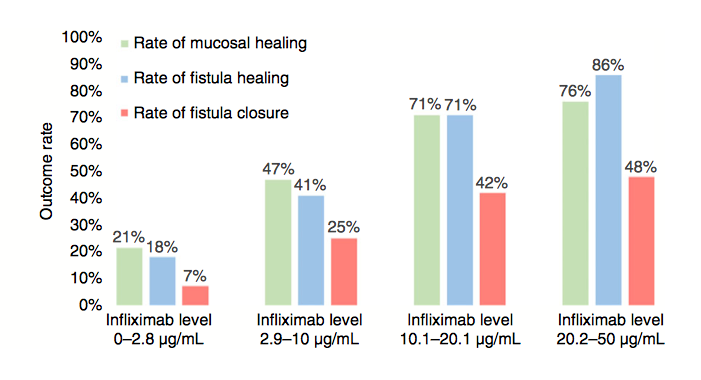 100%
90%
80%
70%
60%
50%
40%
30%
20%
10%
0%
Outcome rate
Rate of mucosal healing
Rate of fistula healing
Rate of fistula closure
21%
18%
7%
47%
41%
25%
71%
71%
42%
76%
86%
48%
Infliximab level
0–2.8 µg/mL
Infliximab level
2.9–10 µg/mL
Infliximab level
10.1–20.1 µg/mL
Infliximab level
20.2–50 µg/mL